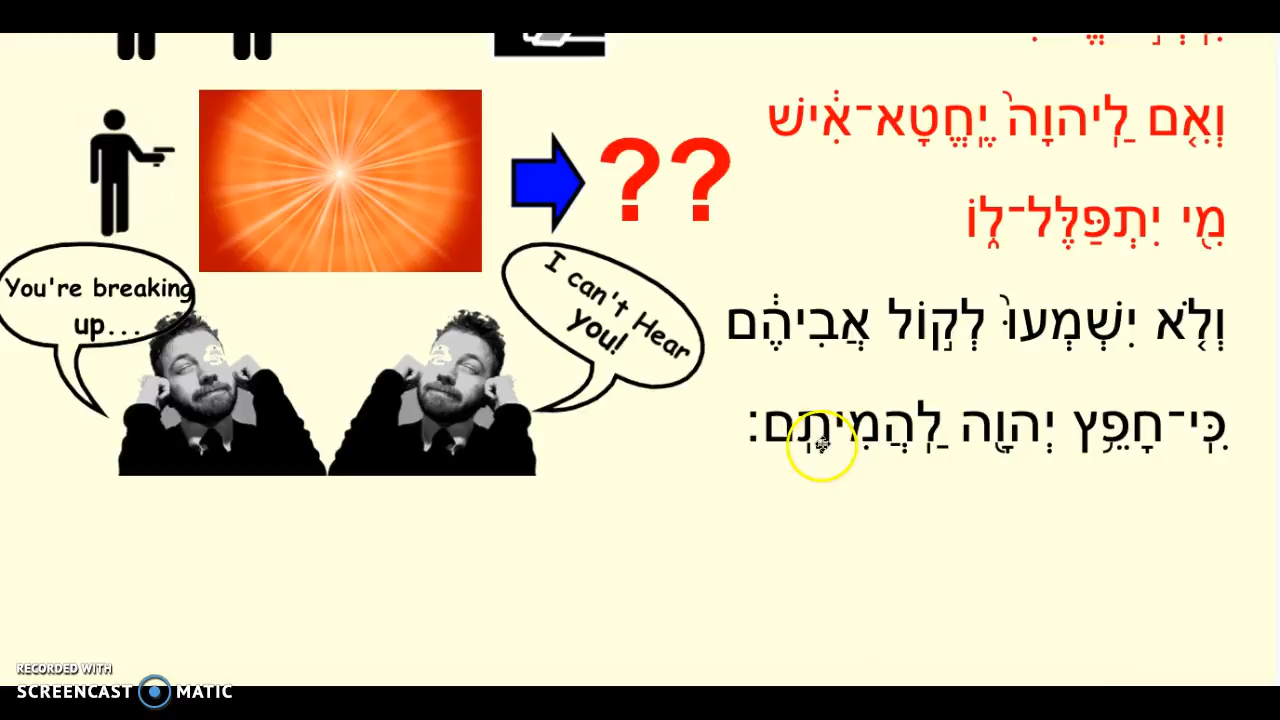 וְאִ֤ם לַֽיהוָה֙ יֶֽחֱטָא־אִ֔ישׁ
??
מִ֖י יִתְפַּלֶּל־ל֑וֹ
You're breaking
up...
I can't Hear
you!
וְלֹ֤א יִשְׁמְעוּ֙ לְק֣וֹל אֲבִיהֶ֔ם
כִּֽי־חָפֵ֥ץ יְהוָ֖ה לַֽהֲמִיתָֽם׃
RECORDED WITH
SCREENCAST MATIC